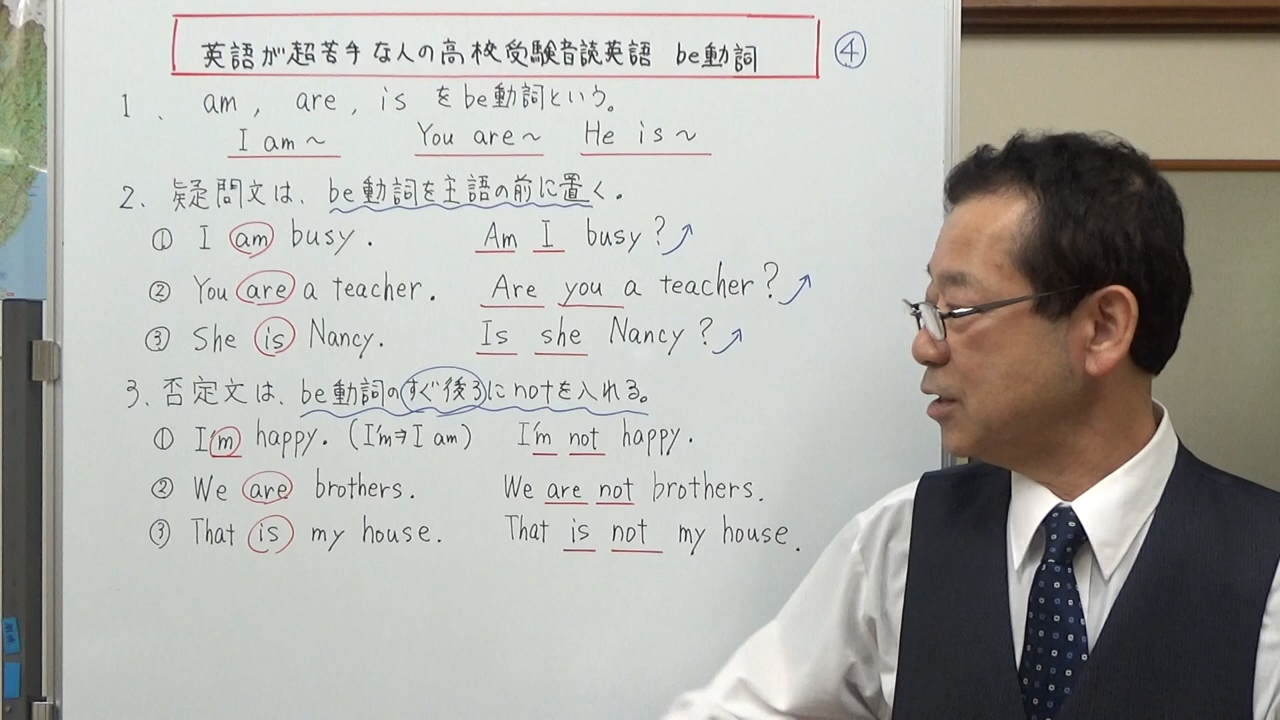 英語が超苦手な人の高校受験音読英語 be動詞 ④
1、 am, are, is を be動詞という。
I am～ You are～ He is～
2、疑問文は、be動詞を主語の前に置く。
① I am busy. Am I busy?
② You are a teacher. Are you a teacher?
③ She is Nancy. Is she Nancy?
3、否定文は、be動詞のすぐ後ろにnotを入れる。
① I'm happy. (I'm⇒I am) I'm not happy.
② We are brothers. We are not brothers.
③ That is my house. That is not my house.